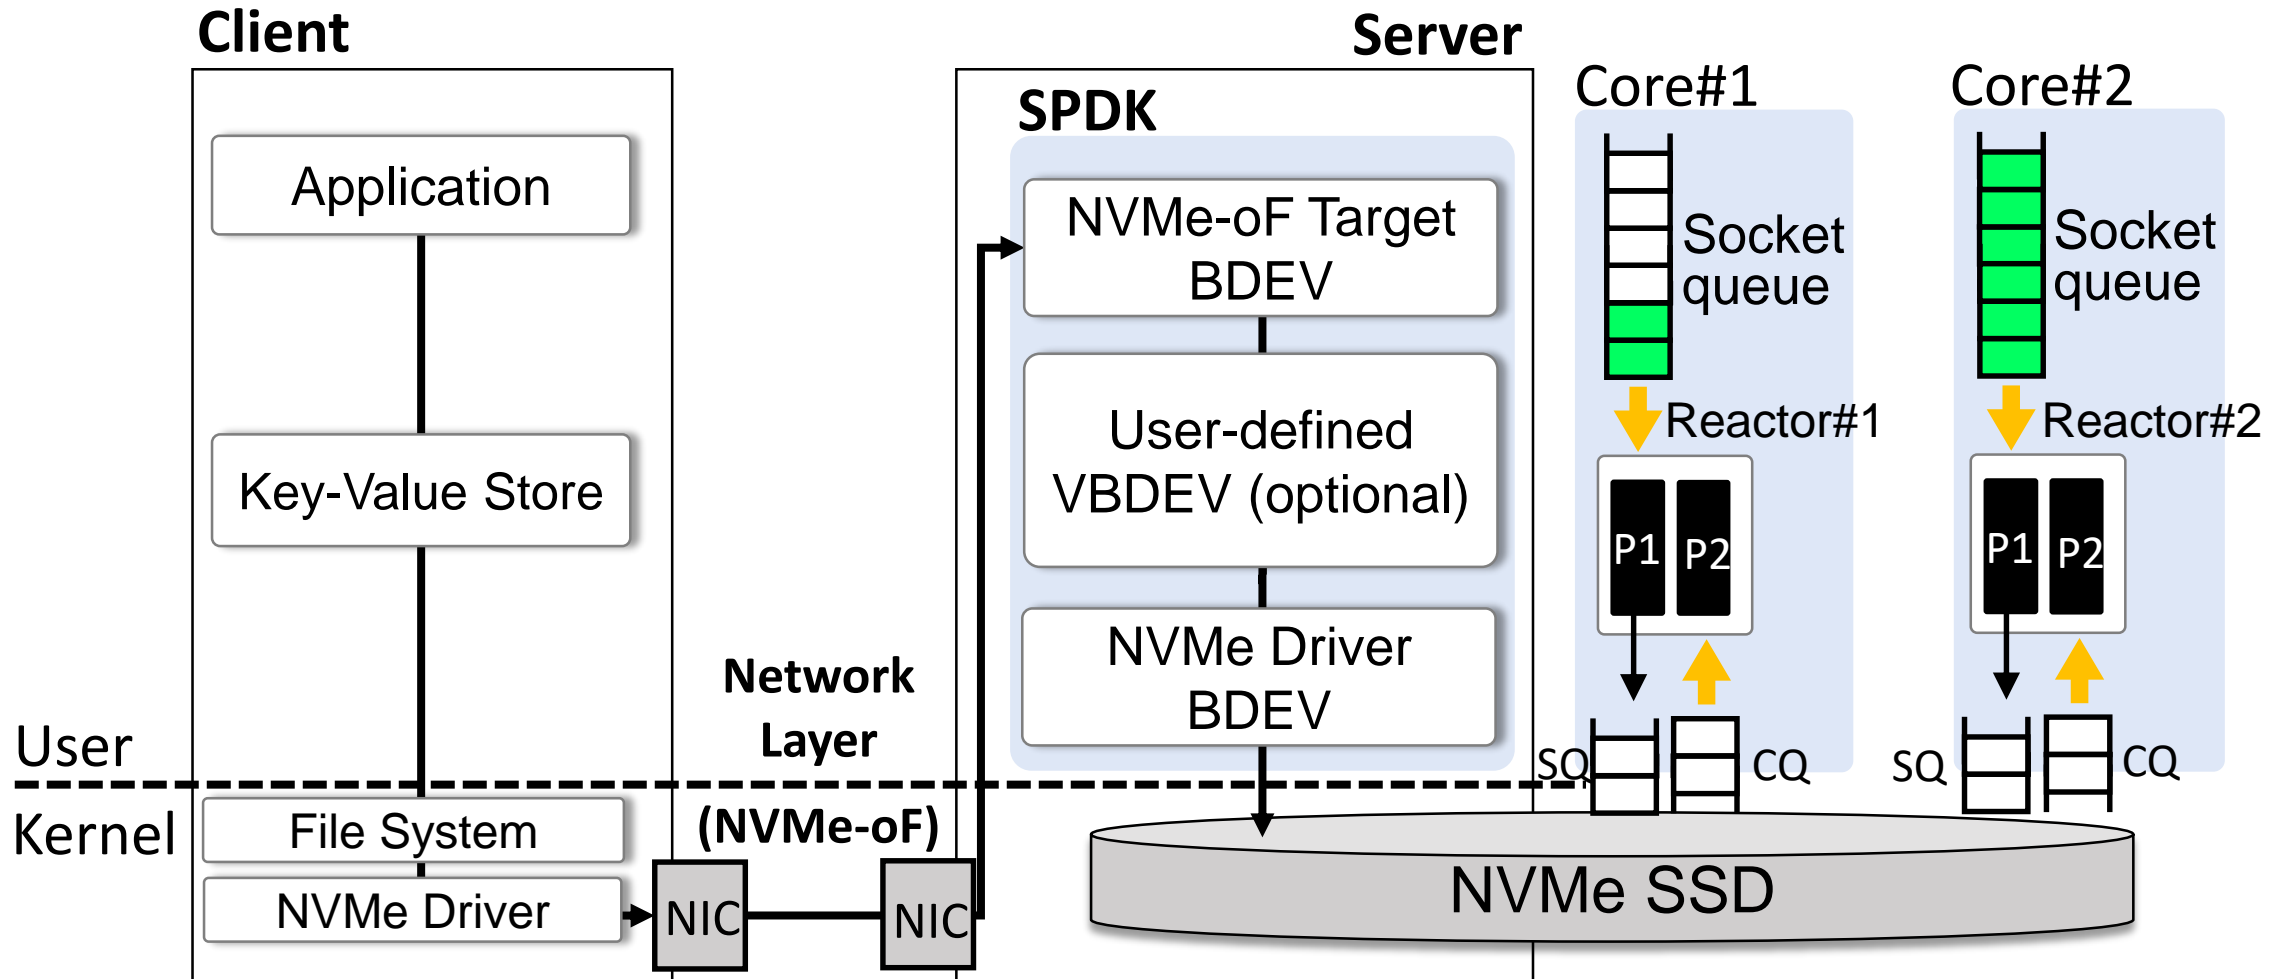 Client
Application
Key-Value Store
User
Kernel
File System
NVMe Driver
NIC
Network
Layer
(NVMe-oF)
NIC
Server
SPDK
NVMe-oF Target
BDEV
User-defined
VBDEV (optional)
NVMe Driver
BDEV
NVMe SSD
Core#1
Socket
queue
Reactor#1
P1
P2
SQ
CQ
Core#2
Socket
queue
Reactor#2
P1
P2
SQ
CQ